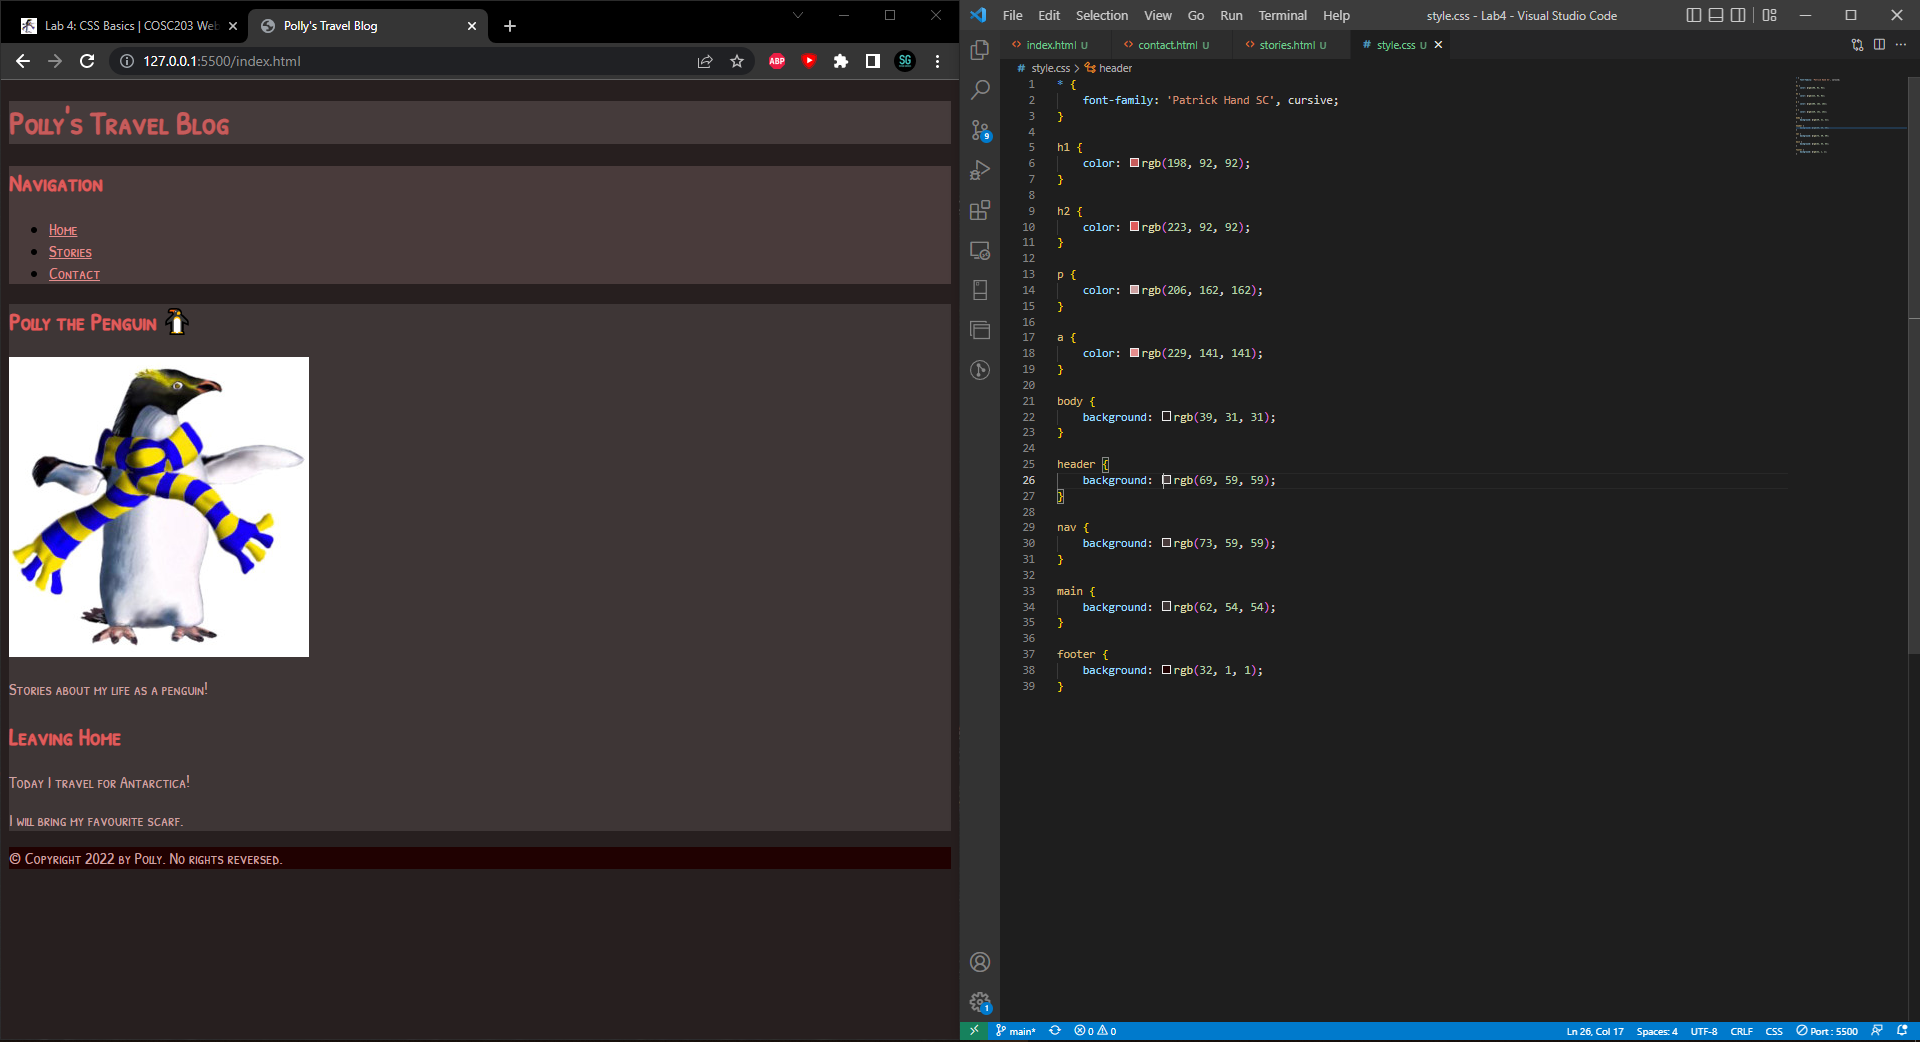 Lab 4: CSS Basics | COSC203 Web
Polly's Travel Blog
127.0.0.1:5500/index.html
ABP
SG
Polly's Travel Blog
Navigation
Home
Stories
Contact
Polly the Penguin
Stories about my life as a penguin!
Leaving Home
Today I travel for Antarctica!
I will bring my favourite scarf.
© Copyright 2022 by Polly. No rights reversed.
File Edit Selection View Go Run Terminal Help
style.css - Lab4 - Visual Studio Code
index.html U
contact.html U
stories.html U
# style.css U
# style.css > header
9
1 * {
2 font-family: 'Patrick Hand SC', cursive;
3 }
4
5 h1 {
6 color: rgb(198, 92, 92);
7 }
8
9 h2 {
10 color: rgb(223, 92, 92);
11 }
12
13 p {
14 color: rgb(206, 162, 162);
15 }
16
17 a {
18 color: rgb(229, 141, 141);
19 }
20
21 body {
22 background: rgb(39, 31, 31);
23 }
24
25 header {
26 background: rgb(69, 59, 59);
27 }
28
29 nav {
30 background: rgb(73, 59, 59);
31 }
32
33 main {
34 background: rgb(62, 54, 54);
35 }
36
37 footer {
38 background: rgb(32, 1, 1);
39 }
1
main* 0 0
Ln 26, Col 17 Spaces: 4 UTF-8 CRLF CSS Port : 5500